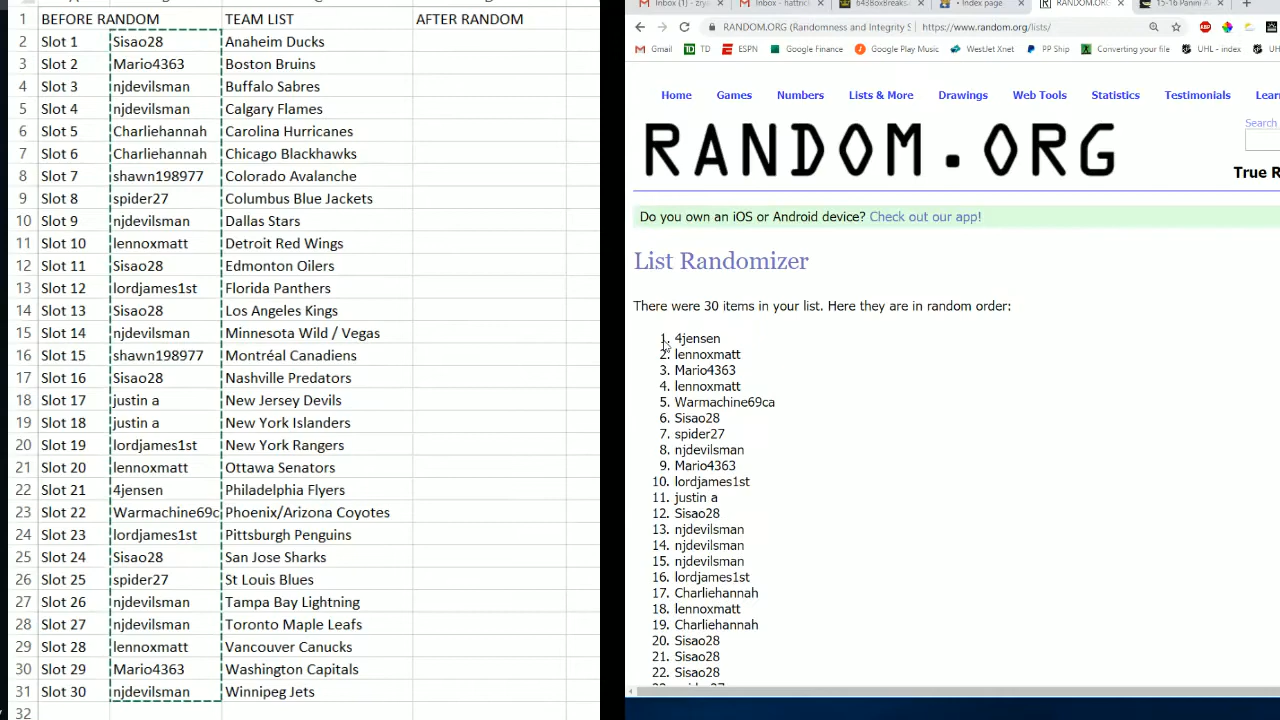 1 BEFORE RANDOM TEAM LIST AFTER RANDOM
2 Slot 1 Sisao28 Anaheim Ducks
3 Slot 2 Mario4363 Boston Bruins
4 Slot 3 njdevilsman Buffalo Sabres
5 Slot 4 njdevilsman Calgary Flames
6 Slot 5 Charliehannah Carolina Hurricanes
7 Slot 6 Charliehannah Chicago Blackhawks
8 Slot 7 shawn198977 Colorado Avalanche
9 Slot 8 spider27 Columbus Blue Jackets
10 Slot 9 njdevilsman Dallas Stars
11 Slot 10 lennoxmatt Detroit Red Wings
12 Slot 11 Sisao28 Edmonton Oilers
13 Slot 12 lordjames1st Florida Panthers
14 Slot 13 Sisao28 Los Angeles Kings
15 Slot 14 njdevilsman Minnesota Wild / Vegas
16 Slot 15 shawn198977 Montréal Canadiens
17 Slot 16 Sisao28 Nashville Predators
18 Slot 17 justin a New Jersey Devils
19 Slot 18 justin a New York Islanders
20 Slot 19 lordjames1st New York Rangers
21 Slot 20 lennoxmatt Ottawa Senators
22 Slot 21 4jensen Philadelphia Flyers
23 Slot 22 Warmachine69c Phoenix/Arizona Coyotes
24 Slot 23 lordjames1st Pittsburgh Penguins
25 Slot 24 Sisao28 San Jose Sharks
26 Slot 25 spider27 St Louis Blues
27 Slot 26 njdevilsman Tampa Bay Lightning
28 Slot 27 njdevilsman Toronto Maple Leafs
29 Slot 28 lennoxmatt Vancouver Canucks
30 Slot 29 Mario4363 Washington Capitals
31 Slot 30 njdevilsman Winnipeg Jets
32
Inbox (1) - zry Inbox - hattric 643BoxBreaks Index page RANDOM.ORG 15-16 Panini A
RANDOM.ORG (Randomness and Integrity S https://www.random.org/lists/
Gmail TD ESPN Google Finance Google Play Music WestJet Xnet PP Ship Converting your file UHL - index UH
Home Games Numbers Lists & More Drawings Web Tools Statistics Testimonials Lear
Search
RANDOM.ORG
True R
Do you own an iOS or Android device? Check out our app!
List Randomizer
There were 30 items in your list. Here they are in random order:
1. 4jensen
2. lennoxmatt
3. Mario4363
4. lennoxmatt
5. Warmachine69ca
6. Sisao28
7. spider27
8. njdevilsman
9. Mario4363
10. lordjames1st
11. justin a
12. Sisao28
13. njdevilsman
14. njdevilsman
15. njdevilsman
16. lordjames1st
17. Charliehannah
18. lennoxmatt
19. Charliehannah
20. Sisao28
21. Sisao28
22. Sisao28